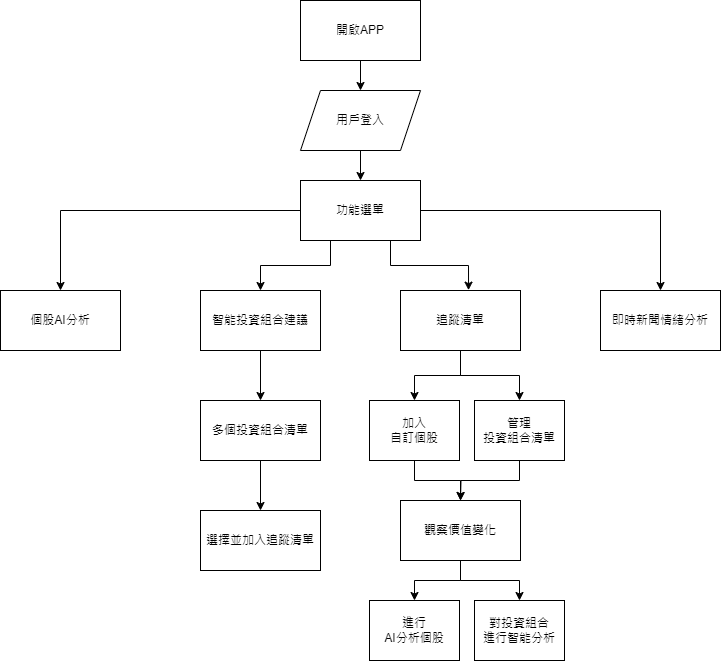 開啟APP
用戶登入
功能選單
個股AI分析
智能投資組合建議
追蹤清單
即時新聞情緒分析
多個投資組合清單
加入
自訂個股
管理
投資組合清單
選擇並加入追蹤清單
觀察價值變化
進行
AI分析個股
對投資組合
進行智能分析